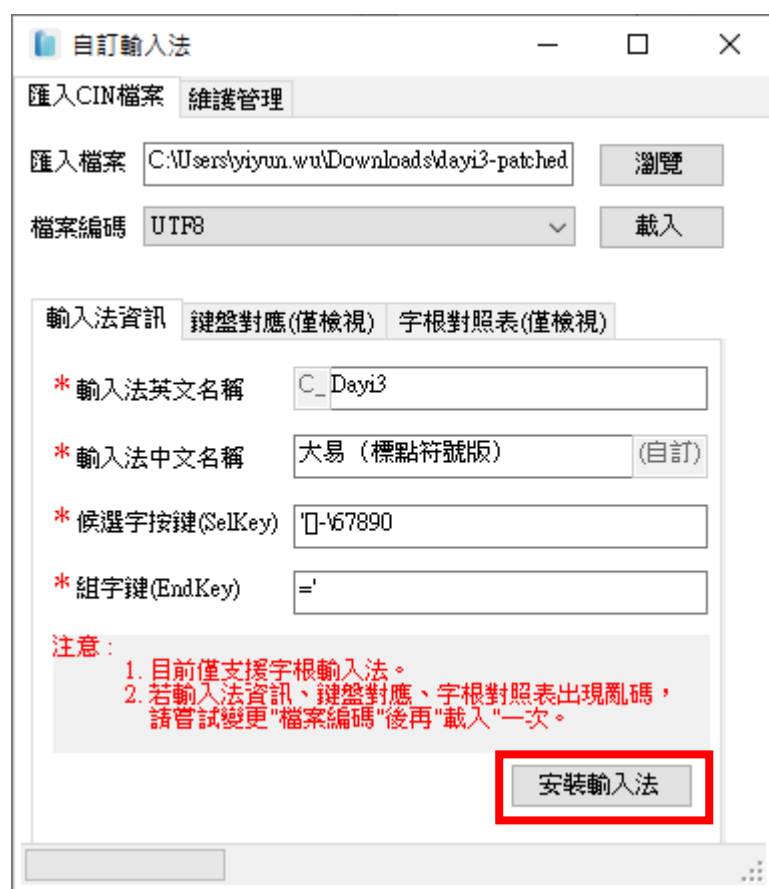 自訂輸入法
匯入CIN檔案 維護管理
匯入檔案 C:\Users\yiyun.wu\Downloads\dayi3-patched 瀏覽
檔案編碼 UTF8 載入
輸入法資訊 鍵盤對應(僅檢視) 字根對照表(僅檢視)
*輸入法英文名稱 C_ Dayi3
*輸入法中文名稱 大易（標點符號版） (自訂)
*候選字按鍵(SelKey) '[]-\67890
*組字鍵(EndKey) ='
注意：
1. 目前僅支援字根輸入法。
2. 若輸入法資訊、鍵盤對應、字根對照表出現亂碼，
請嘗試變更"檔案編碼"後再"載入"一次。
安裝輸入法